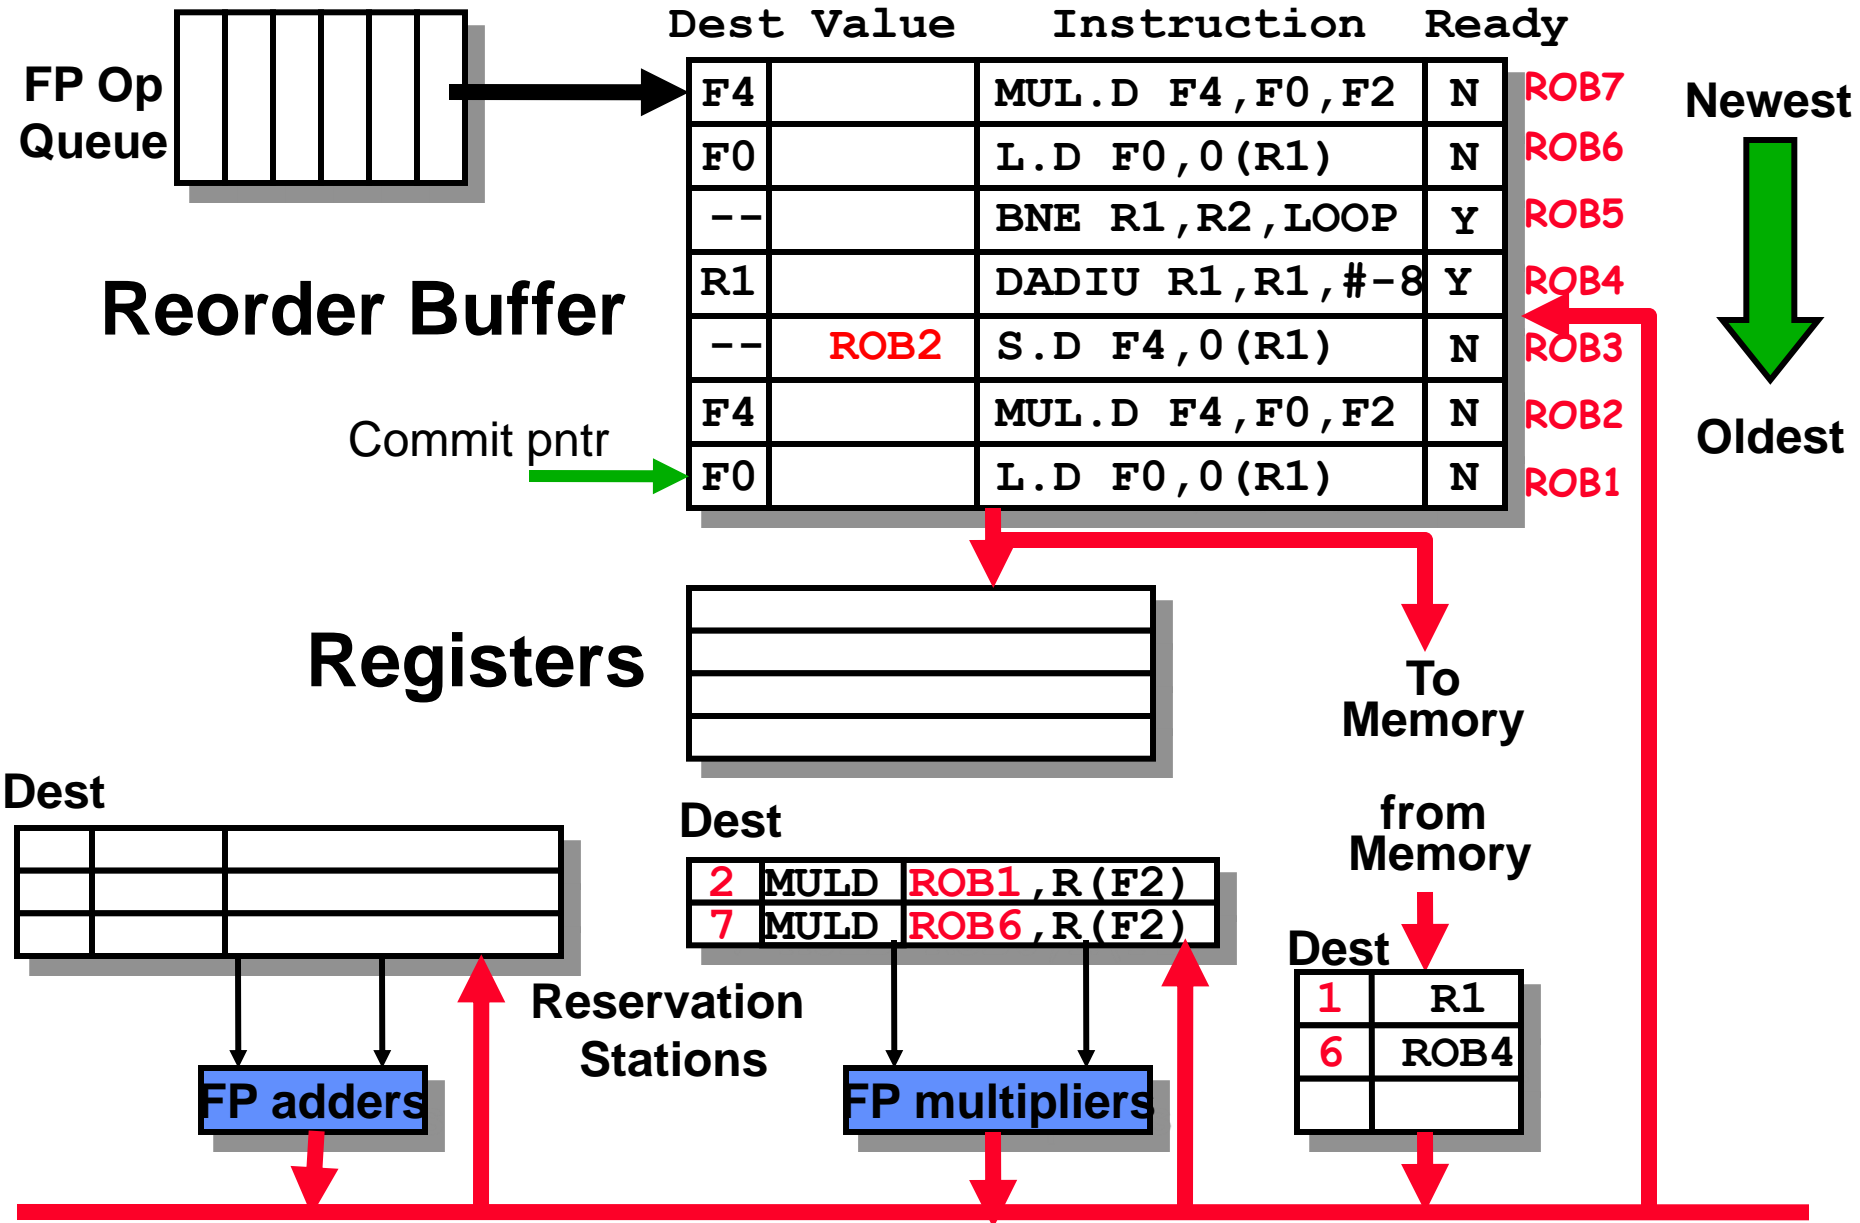 Dest Value Instruction Ready
FP Op
Queue
F4 MUL.D F4,F0,F2 N ROB7
Newest
F0 L.D F0,0(R1) N ROB6
-- BNE R1,R2,LOOP Y ROB5
Reorder Buffer
R1 DADIU R1,R1,#-8 Y ROB4
-- ROB2 S.D F4,0(R1) N ROB3
F4 MUL.D F4,F0,F2 N ROB2
Oldest
Commit pntr
F0 L.D F0,0(R1) N ROB1
Registers
To
Memory
Dest
Dest
from
Memory
2 MULD ROB1,R(F2)
7 MULD ROB6,R(F2)
Dest
Reservation
Stations
1 R1
6 ROB4
FP adders
FP multipliers